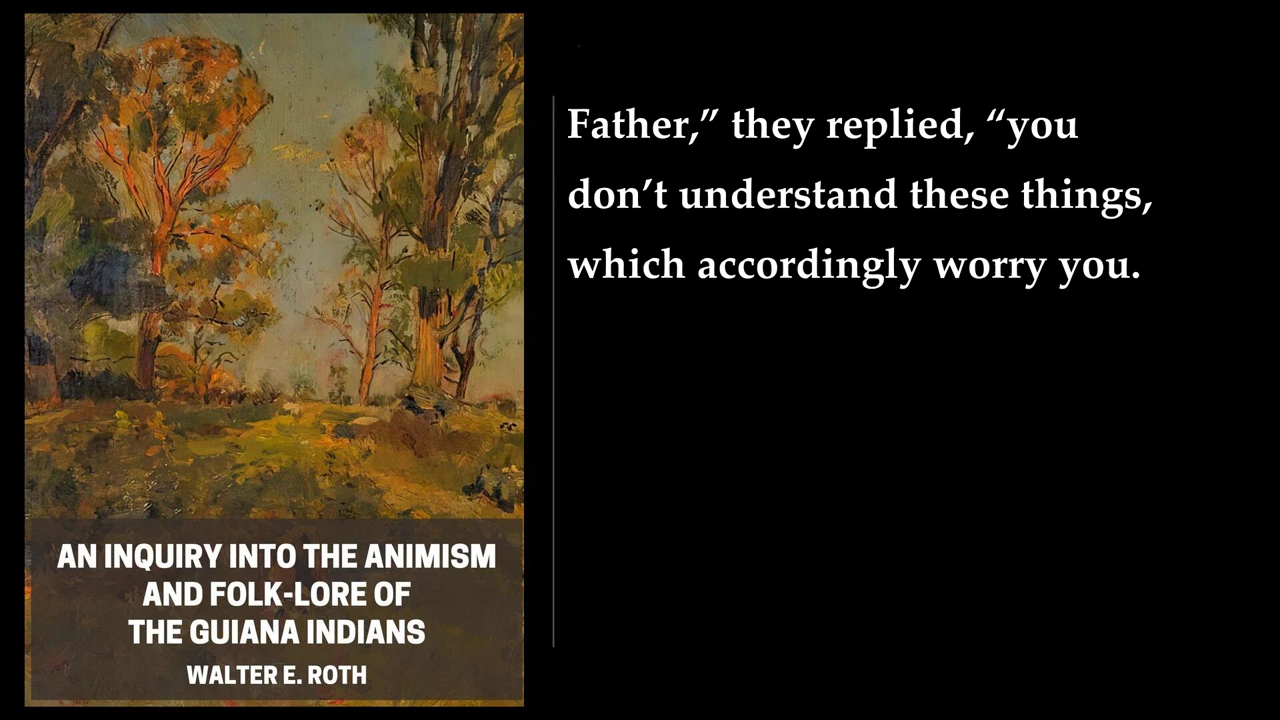 Father,” they replied, “you
don’t understand these things,
which accordingly worry you.
AN INQUIRY INTO THE ANIMISM
AND FOLK-LORE OF
THE GUIANA INDIANS
WALTER E. ROTH